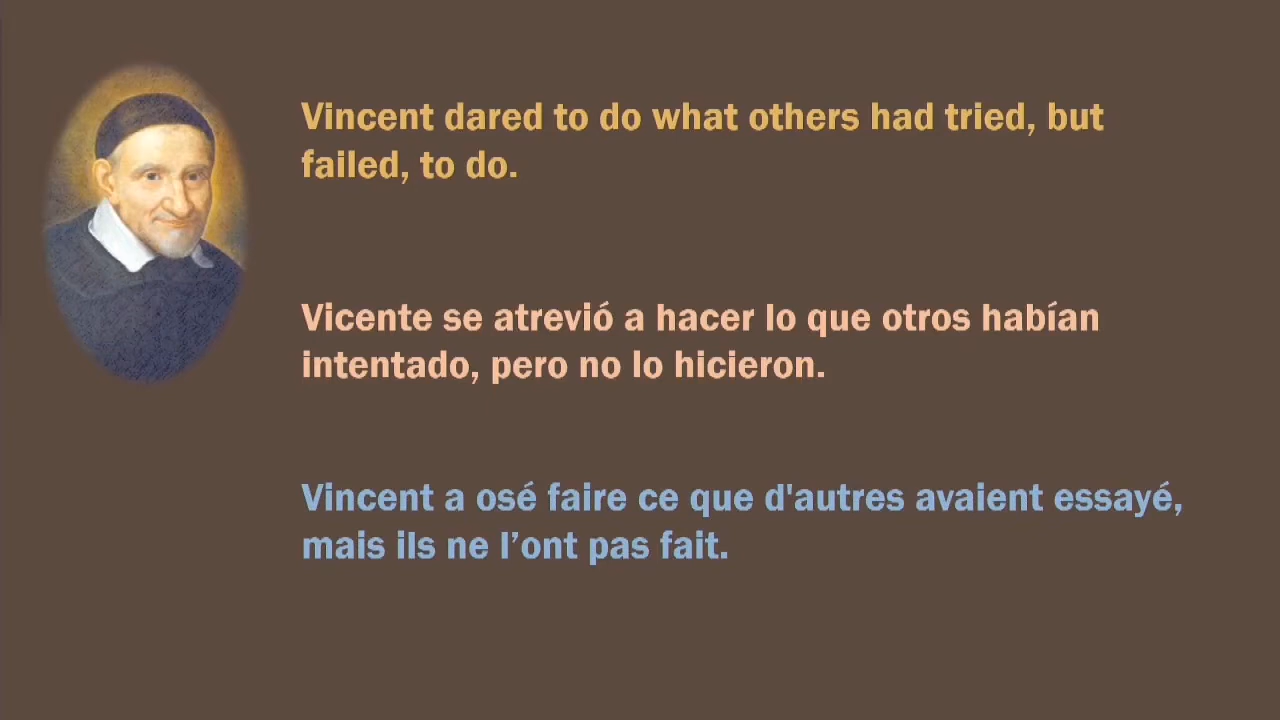 Vincent dared to do what others had tried, but
failed, to do.
Vicente se atrevió a hacer lo que otros habían
intentado, pero no lo hicieron.
Vincent a osé faire ce que d'autres avaient essayé,
mais ils ne l’ont pas fait.